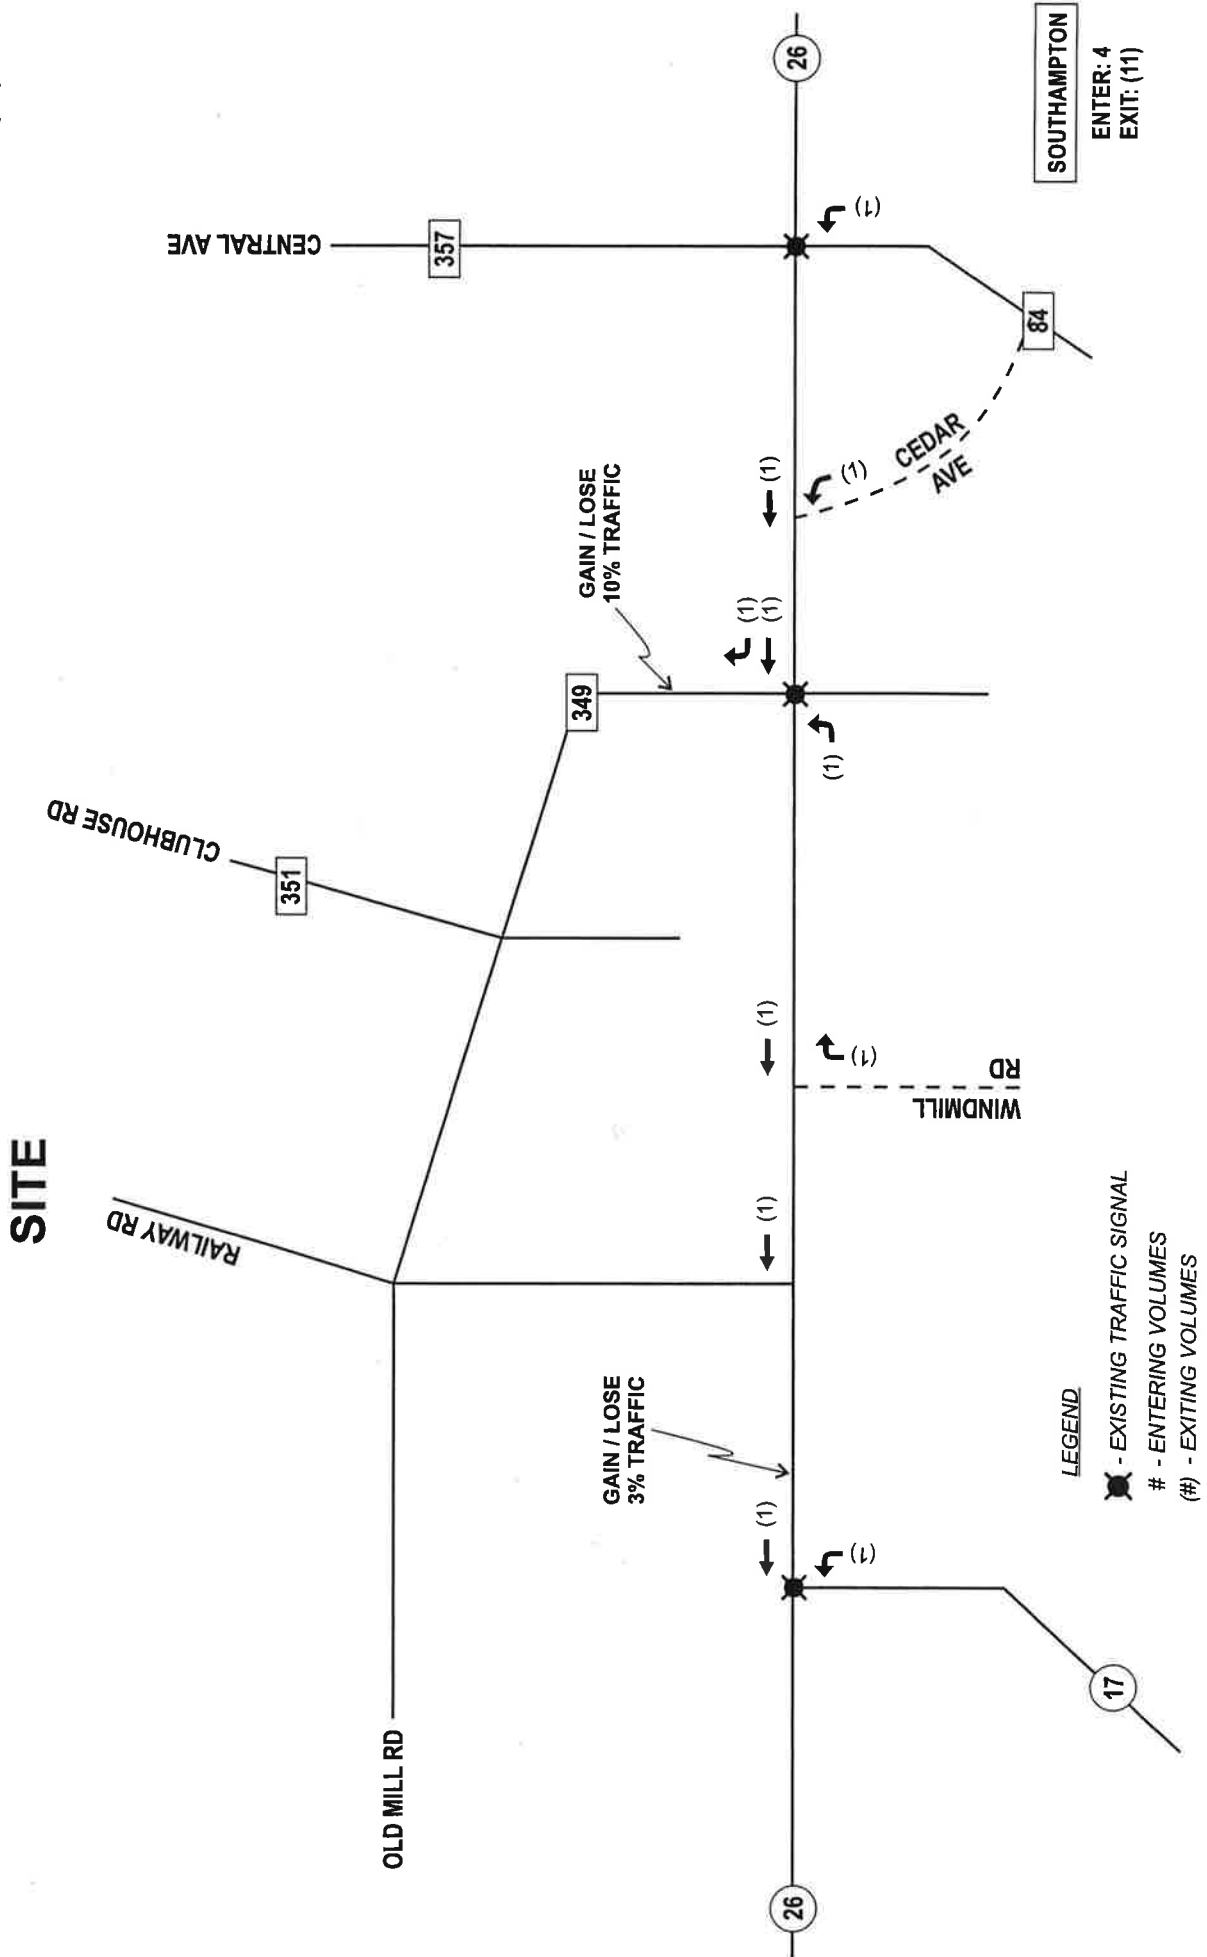 SITE
CENTRAL AVE
357
26
SOUTHAMPTON
ENTER: 4
EXIT: (11)
(1)
84
CEDAR
AVE
(1)
(1)
GAIN / LOSE
10% TRAFFIC
(1)
(1)
349
(1)
CLUBHOUSE RD
351
(1)
(1)
WINDMILL
RD
RAILWAY RD
(1)
GAIN / LOSE
3% TRAFFIC
(1)
(1)
OLD MILL RD
17
26
LEGEND
- EXISTING TRAFFIC SIGNAL
# - ENTERING VOLUMES
(#) - EXITING VOLUMES